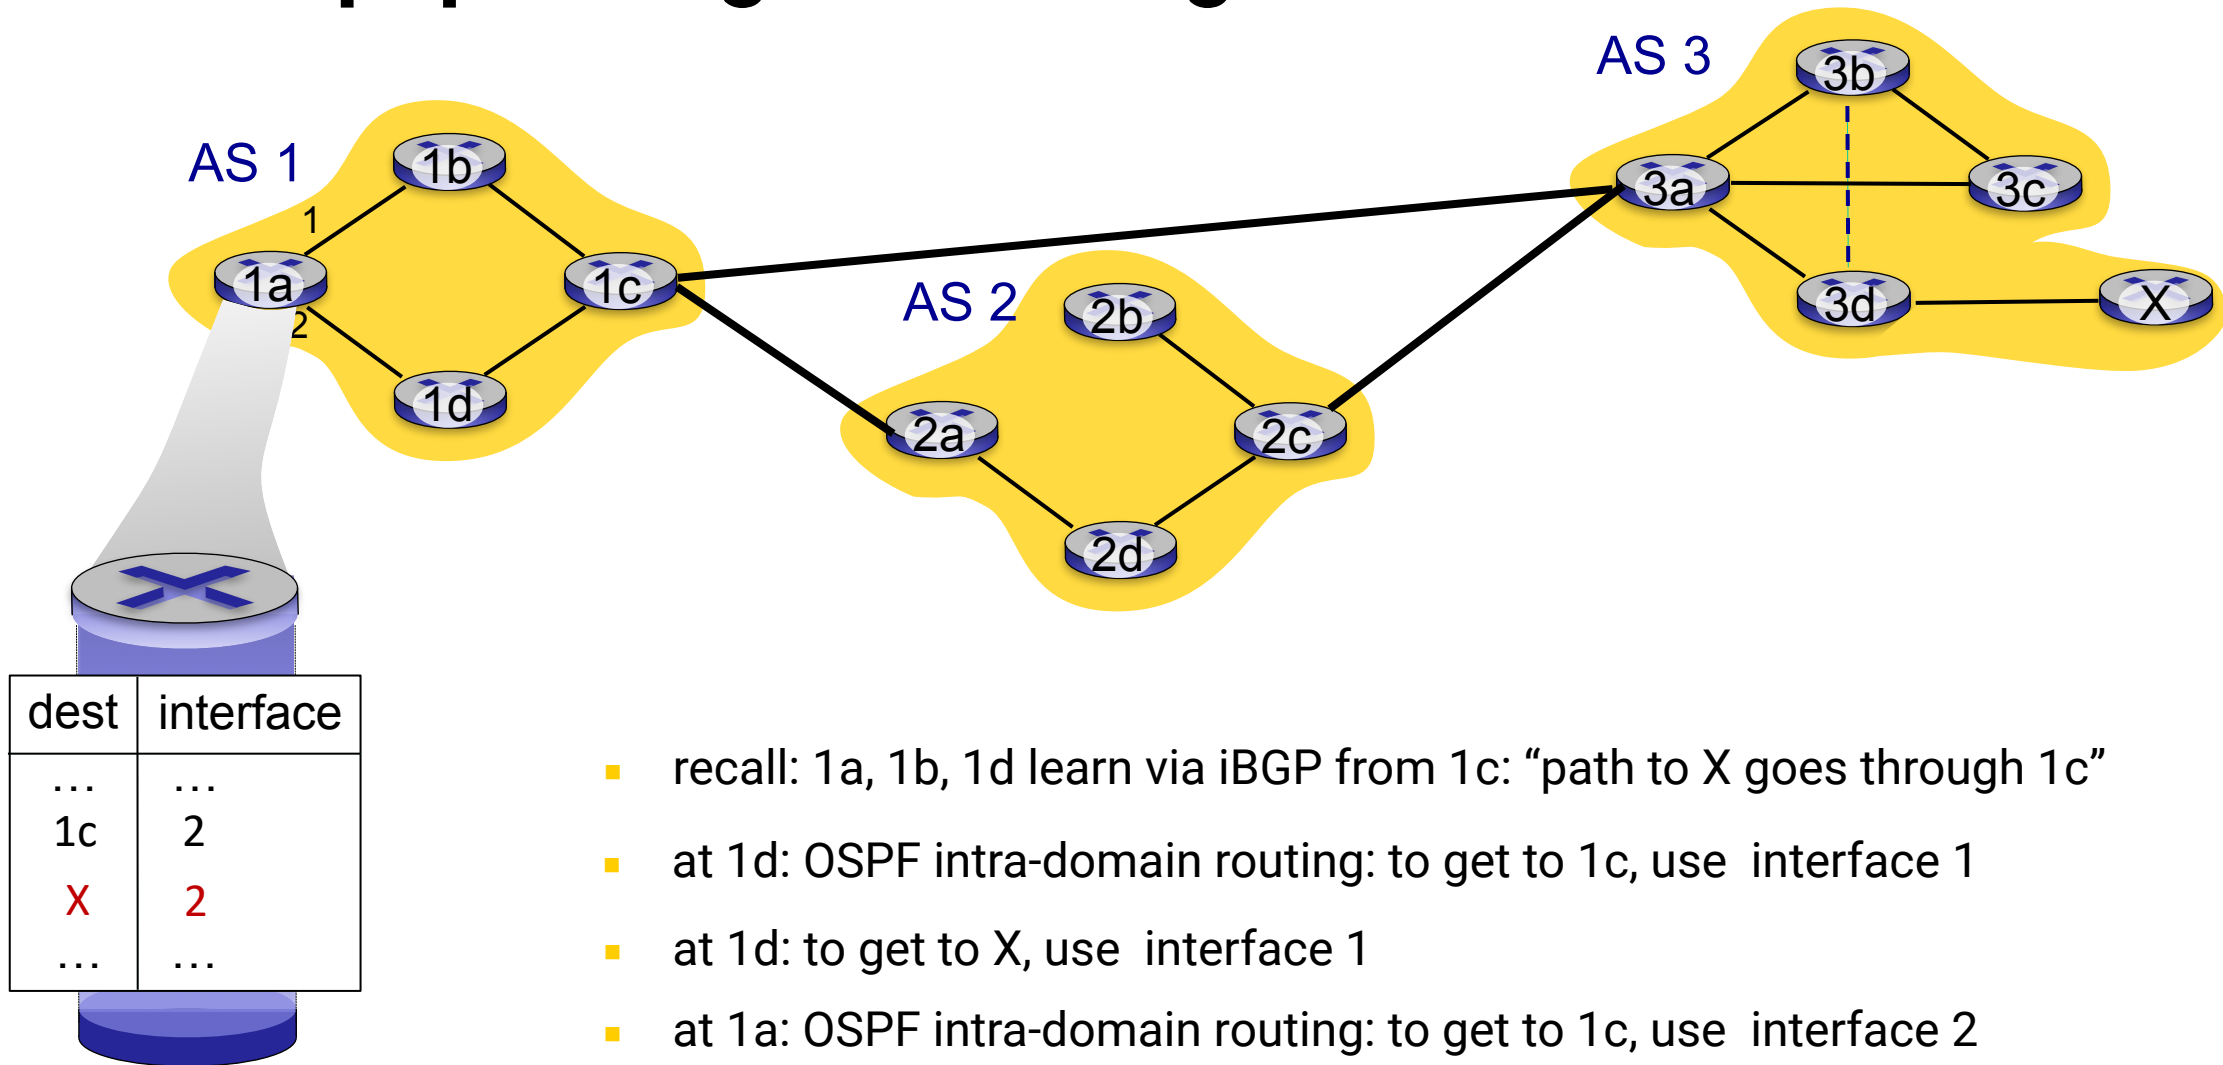 AS 3
3b
AS 1
1b
3a
3c
1
1a
1c
AS 2
2b
3d
X
2
1d
2a
2c
2d
dest interface
… …
1c 2
X 2
… …
recall: 1a, 1b, 1d learn via iBGP from 1c: “path to X goes through 1c”
at 1d: OSPF intra-domain routing: to get to 1c, use interface 1
at 1d: to get to X, use interface 1
at 1a: OSPF intra-domain routing: to get to 1c, use interface 2